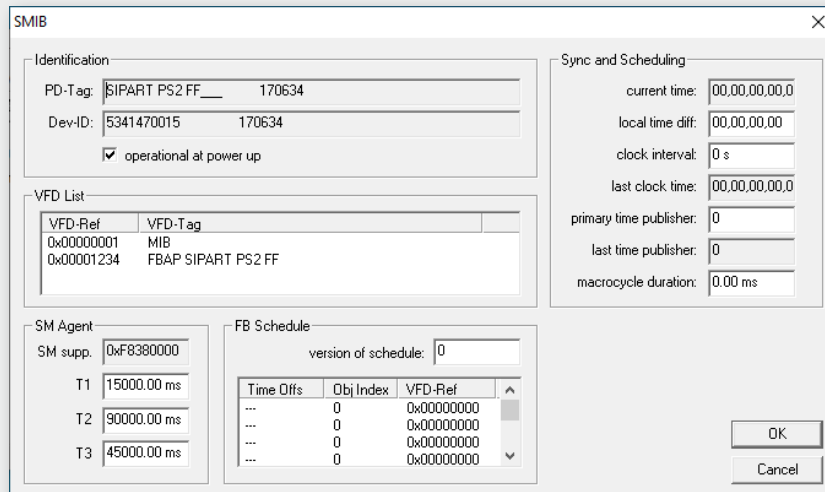 SMIB
Identification
PD-Tag: SIPART PS2 FF___ 170634
Dev-ID: 5341470015 170634
operational at power up
VFD List
VFD-Ref VFD-Tag
0x00000001 MIB
0x00001234 FBAP SIPART PS2 FF
SM Agent
SM supp. 0xF8380000
T1 15000.00 ms
T2 90000.00 ms
T3 45000.00 ms
FB Schedule
version of schedule: 0
Time Offs Obj Index VFD-Ref
--- 0 0x00000000
--- 0 0x00000000
--- 0 0x00000000
--- 0 0x00000000
Sync and Scheduling
current time: 00,00,00,00,0
local time diff: 00,00,00,00
clock interval: 0 s
last clock time: 00,00,00,00,0
primary time publisher: 0
last time publisher: 0
macrocycle duration: 0.00 ms
OK
Cancel